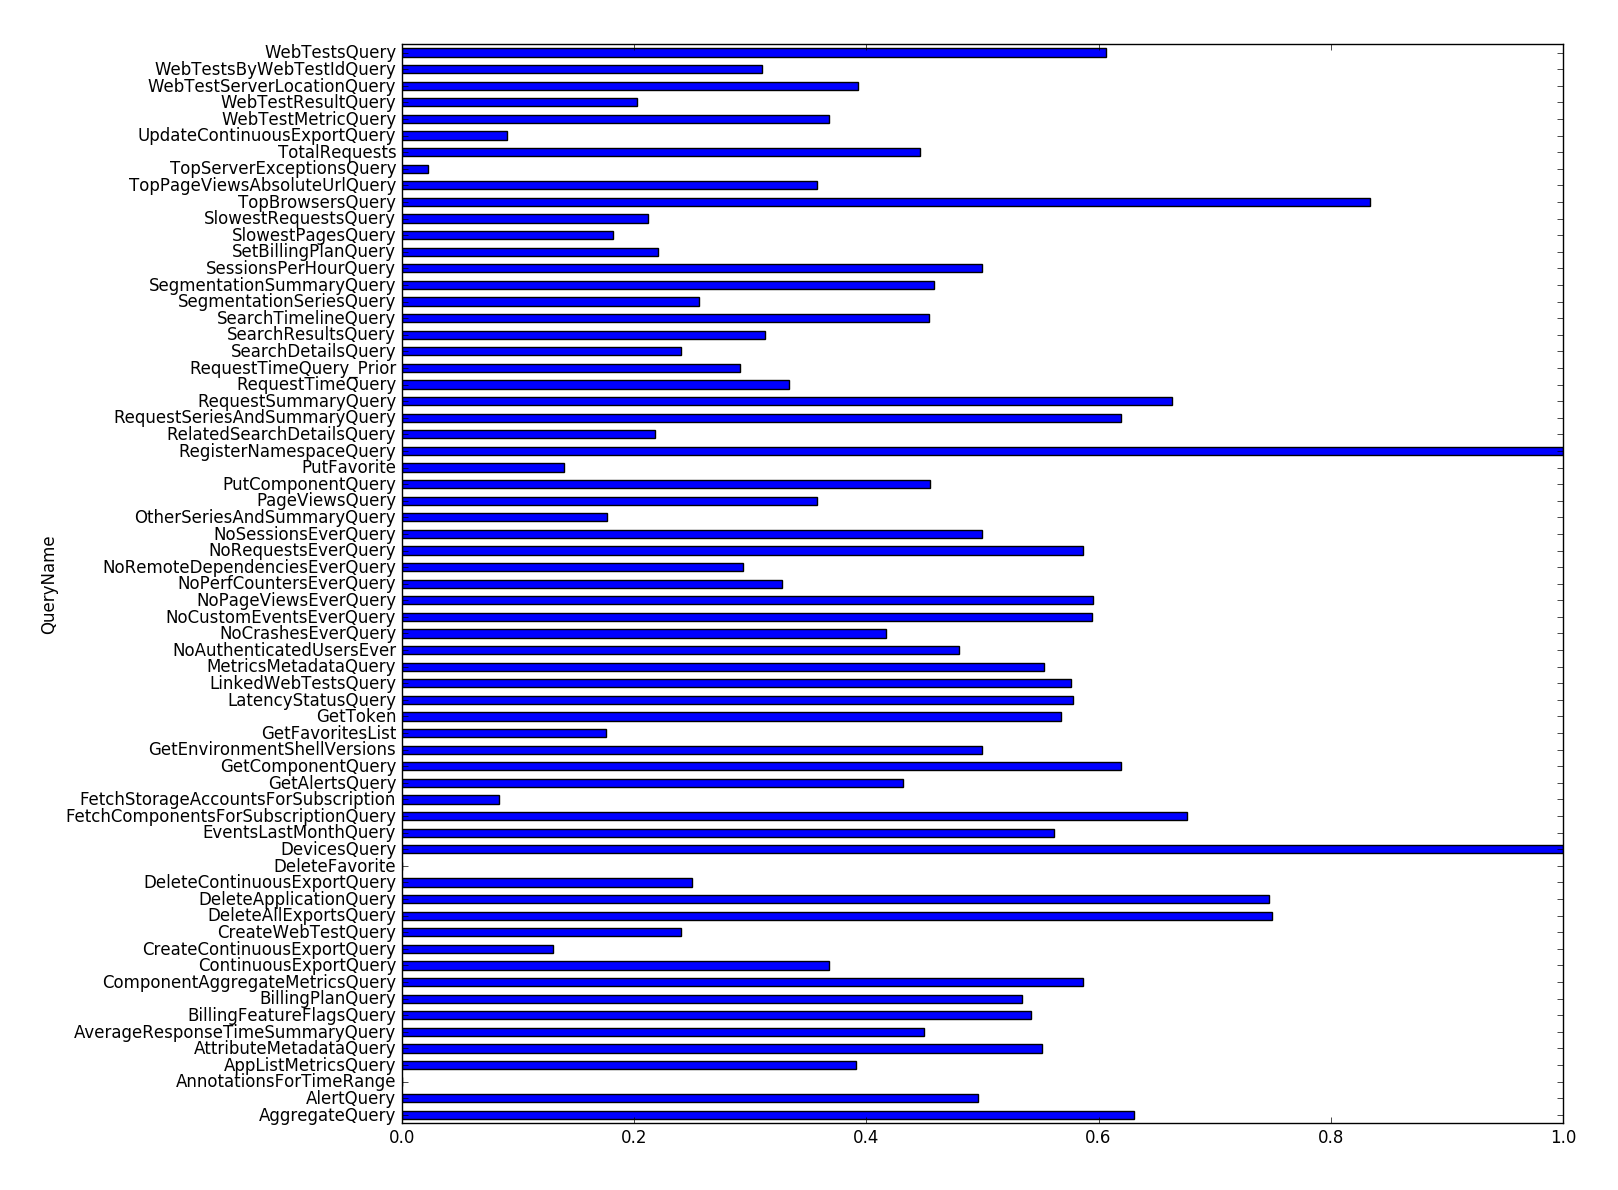 WebTestsQuery
WebTestsByWebTestIdQuery
WebTestServerLocationQuery
WebTestResultQuery
WebTestMetricQuery
UpdateContinuousExportQuery
TotalRequests
TopServerExceptionsQuery
TopPageViewsAbsoluteUrlQuery
TopBrowsersQuery
SlowestRequestsQuery
SlowestPagesQuery
SetBillingPlanQuery
SessionsPerHourQuery
SegmentationSummaryQuery
SegmentationSeriesQuery
SearchTimelineQuery
SearchResultsQuery
SearchDetailsQuery
RequestTimeQuery_Prior
RequestTimeQuery
RequestSummaryQuery
RequestSeriesAndSummaryQuery
RelatedSearchDetailsQuery
RegisterNamespaceQuery
PutFavorite
PutComponentQuery
PageViewsQuery
OtherSeriesAndSummaryQuery
NoSessionsEverQuery
NoRequestsEverQuery
NoRemoteDependenciesEverQuery
NoPerfCountersEverQuery
NoPageViewsEverQuery
NoCustomEventsEverQuery
NoCrashesEverQuery
NoAuthenticatedUsersEver
MetricsMetadataQuery
LinkedWebTestsQuery
LatencyStatusQuery
GetToken
GetFavoritesList
GetEnvironmentShellVersions
GetComponentQuery
GetAlertsQuery
FetchStorageAccountsForSubscription
FetchComponentsForSubscriptionQuery
EventsLastMonthQuery
DevicesQuery
DeleteFavorite
DeleteContinuousExportQuery
DeleteApplicationQuery
DeleteAllExportsQuery
CreateWebTestQuery
CreateContinuousExportQuery
ContinuousExportQuery
ComponentAggregateMetricsQuery
BillingPlanQuery
BillingFeatureFlagsQuery
AverageResponseTimeSummaryQuery
AttributeMetadataQuery
AppListMetricsQuery
AnnotationsForTimeRange
AlertQuery
AggregateQuery
QueryName
0.0 0.2 0.4 0.6 0.8 1.0